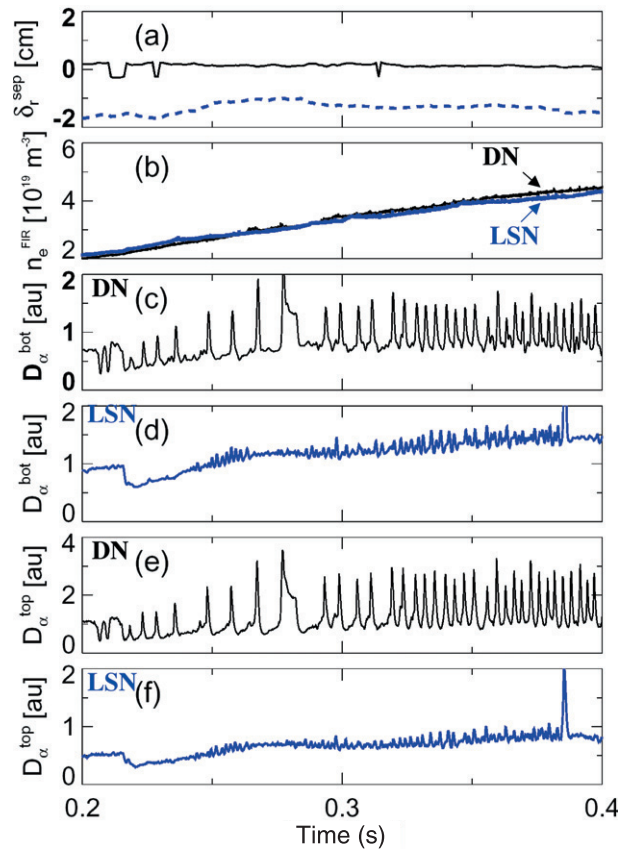 2
(a)
0
-2
δ_r^sep [cm]
6
(b)
DN
4
LSN
2
n_e^FIR [10^19 m^-3]
2
DN (c)
1
0
D_α^bot [au]
2
LSN (d)
1
0
D_α^bot [au]
4
DN (e)
2
0
D_α^top [au]
2
LSN (f)
1
0
D_α^top [au]
0.2 0.3 0.4
Time (s)